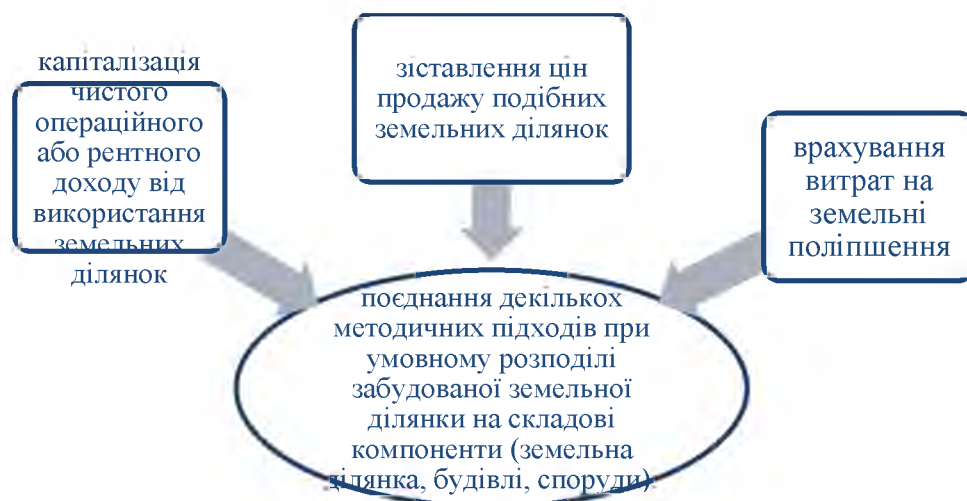 капіталізація
чистого
операційного
або рентного
доходу від
використання
земельних
ділянок
зіставлення цін
продажу подібних
земельних ділянок
врахування
витрат на
земельні
поліпшення
поєднання декількох
методичних підходів при
умовному розподілі
забудованої земельної
ділянки на складові
компоненти (земельна
ділянка, будівлі, споруди)